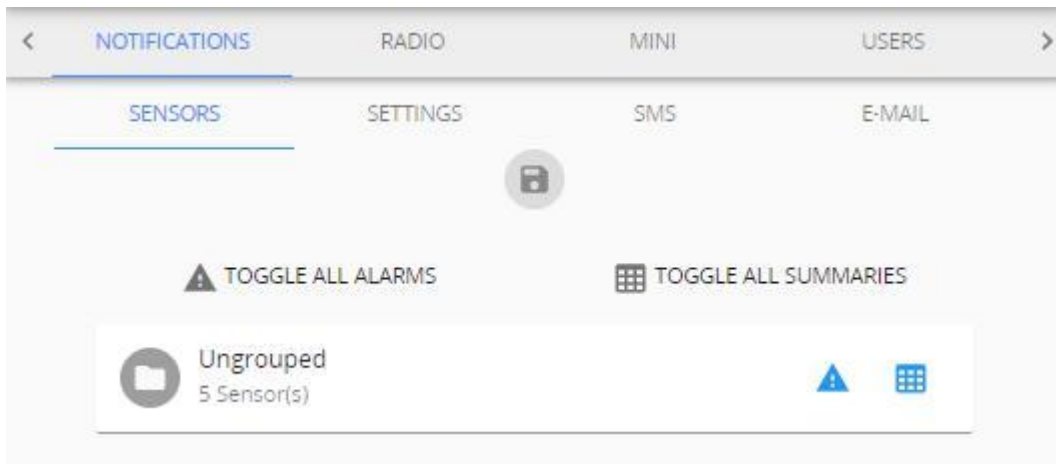 NOTIFICATIONS RADIO MINI USERS
SENSORS SETTINGS SMS E-MAIL
TOGGLE ALL ALARMS TOGGLE ALL SUMMARIES
Ungrouped
5 Sensor(s)